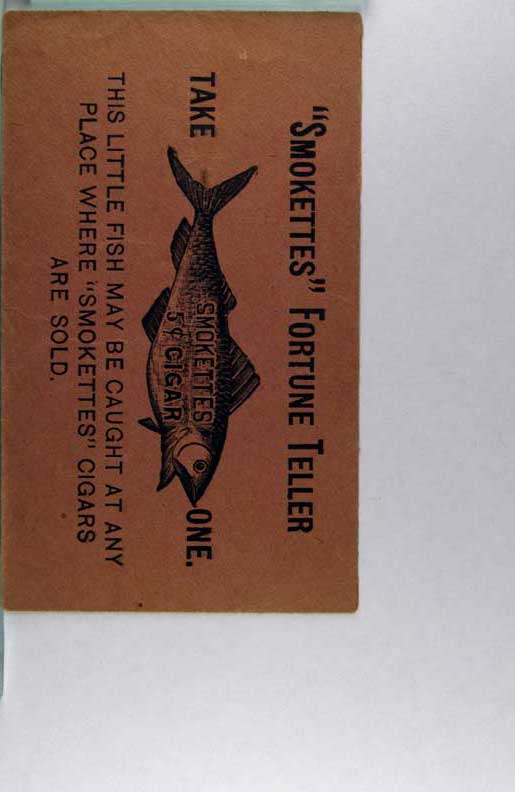 "SMOKETTES" FORTUNE TELLER
TAKE ONE.
SMOKETTES
5¢ CIGAR
THIS LITTLE FISH MAY BE CAUGHT AT ANY
PLACE WHERE "SMOKETTES" CIGARS
ARE SOLD.